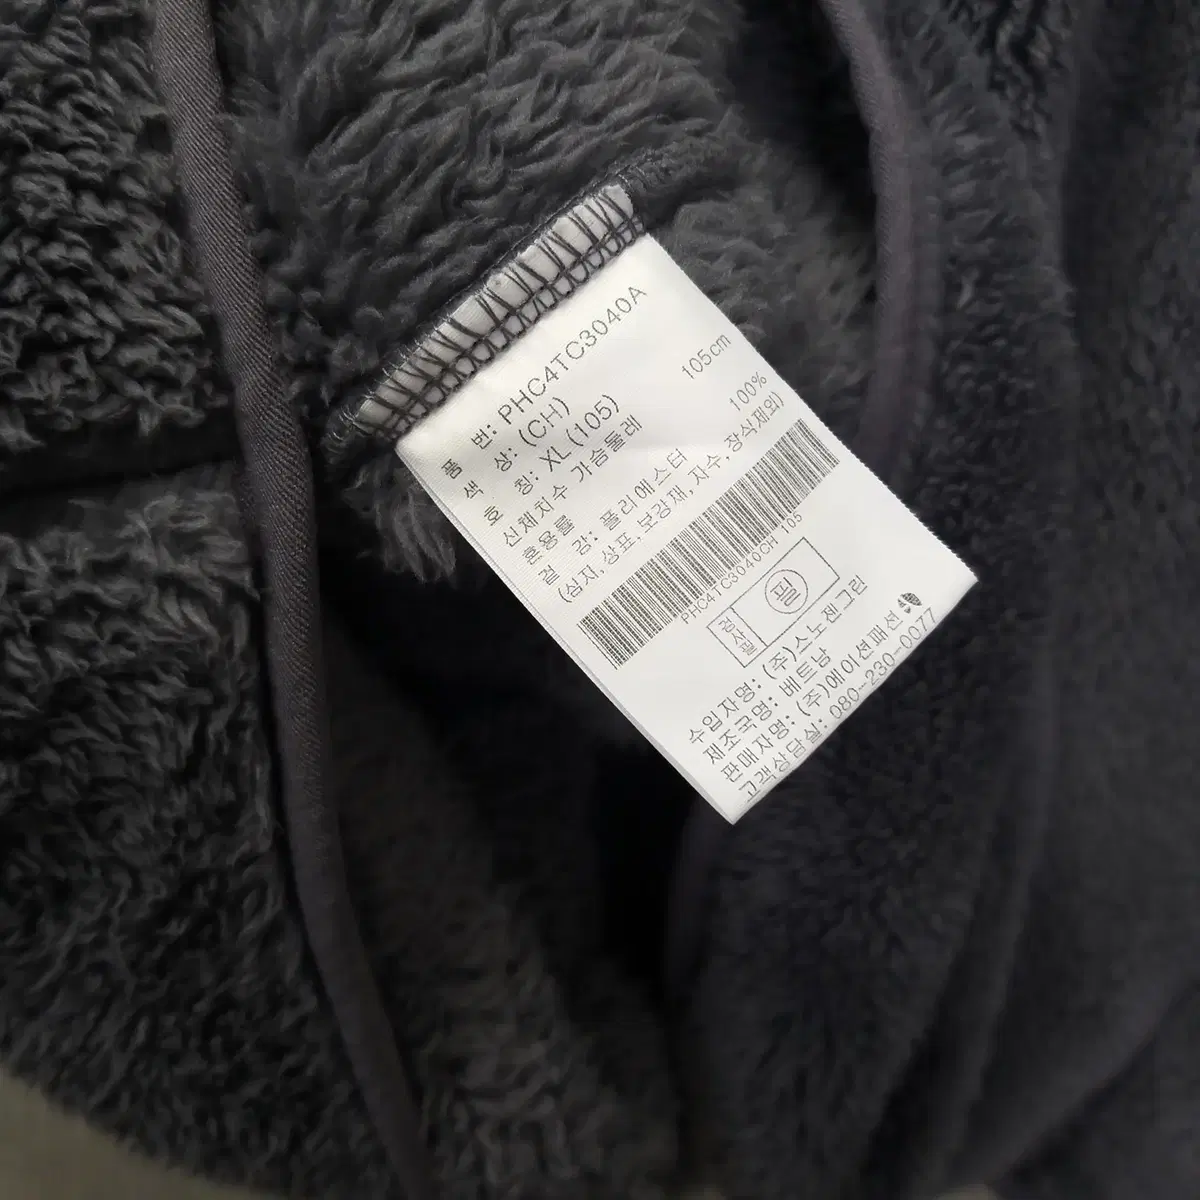 품 번: PHC4TC3040A
색 상: (CH)
호 칭: XL(105)
신체치수 가슴둘레 105cm
혼용률
겉 감: 폴리에스터 100%
(심지,상표,보강재,자수,장식제외)
PHC4TC3040CH 105
검사필 필
수입자명: (주)스노젠그린
제조국명: 베트남
판매자명: (주)에이션패션
고객상담실: 080-230-0077